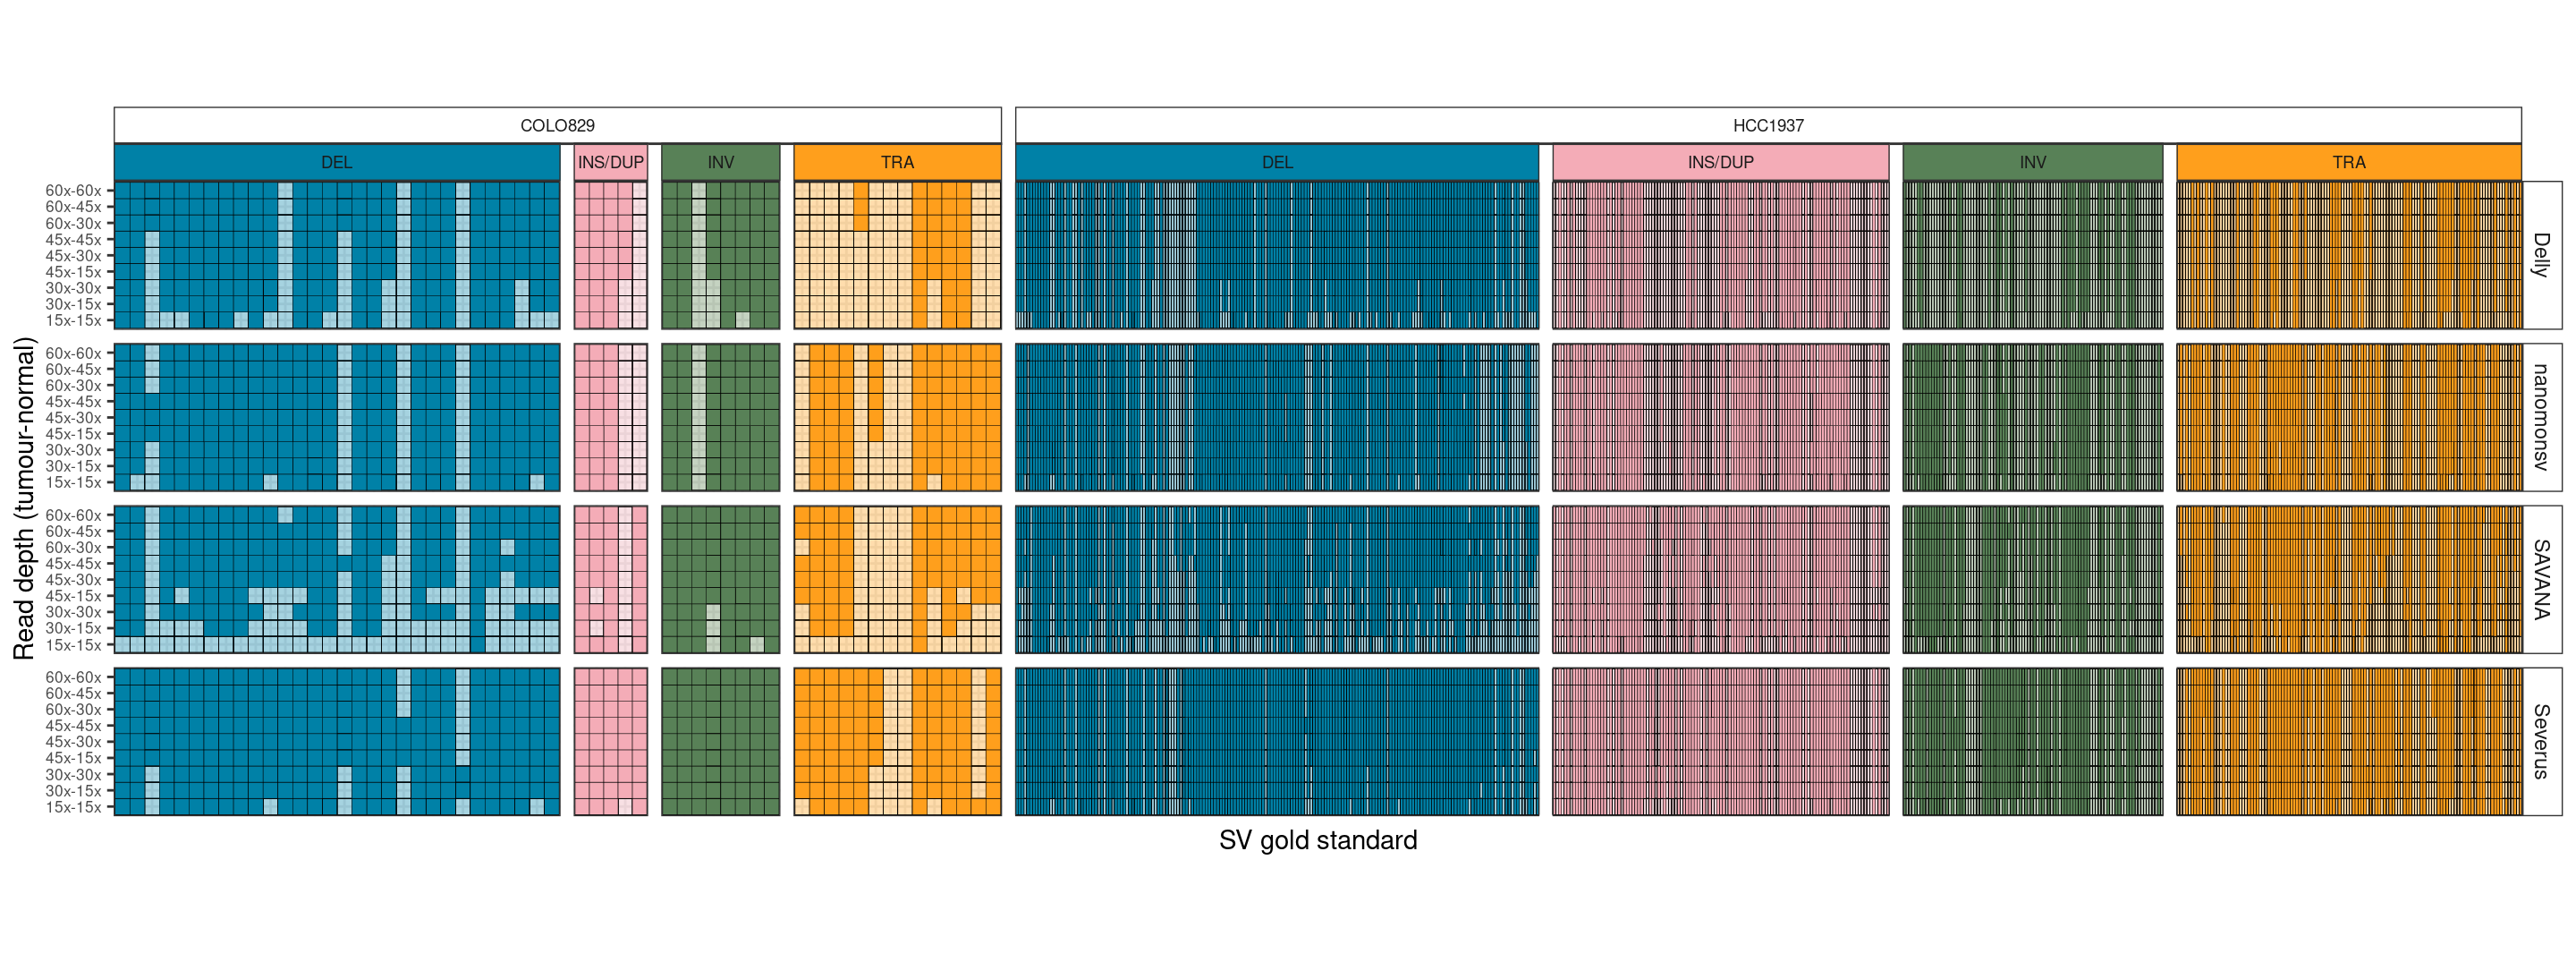 COLO829
HCC1937
DEL
INS/DUP
INV
TRA
DEL
INS/DUP
INV
TRA
Read depth (tumour-normal)
60x-60x
60x-45x
60x-30x
45x-45x
45x-30x
45x-15x
30x-30x
30x-15x
15x-15x
Delly
60x-60x
60x-45x
60x-30x
45x-45x
45x-30x
45x-15x
30x-30x
30x-15x
15x-15x
nanomonsv
60x-60x
60x-45x
60x-30x
45x-45x
45x-30x
45x-15x
30x-30x
30x-15x
15x-15x
SAVANA
60x-60x
60x-45x
60x-30x
45x-45x
45x-30x
45x-15x
30x-30x
30x-15x
15x-15x
Severus
SV gold standard